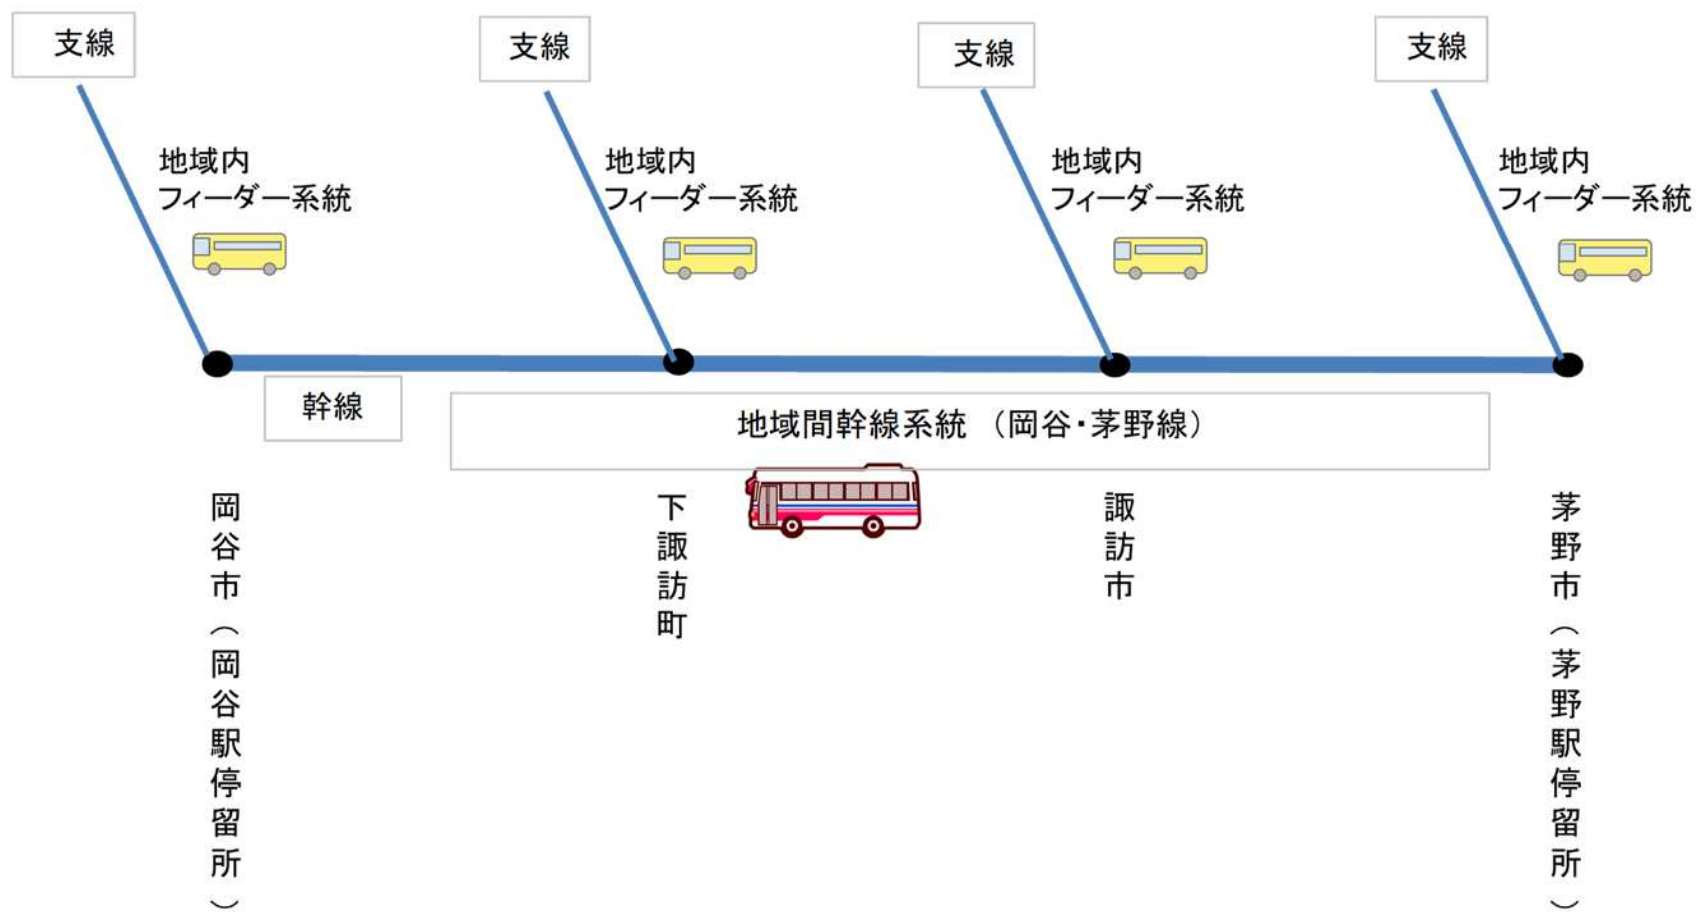 支線
支線
支線
支線
地域内
フィーダー系統
地域内
フィーダー系統
地域内
フィーダー系統
地域内
フィーダー系統
幹線
地域間幹線系統 （岡谷・茅野線）
岡谷市（岡谷駅停留所）
下諏訪町
諏訪市
茅野市（茅野駅停留所）